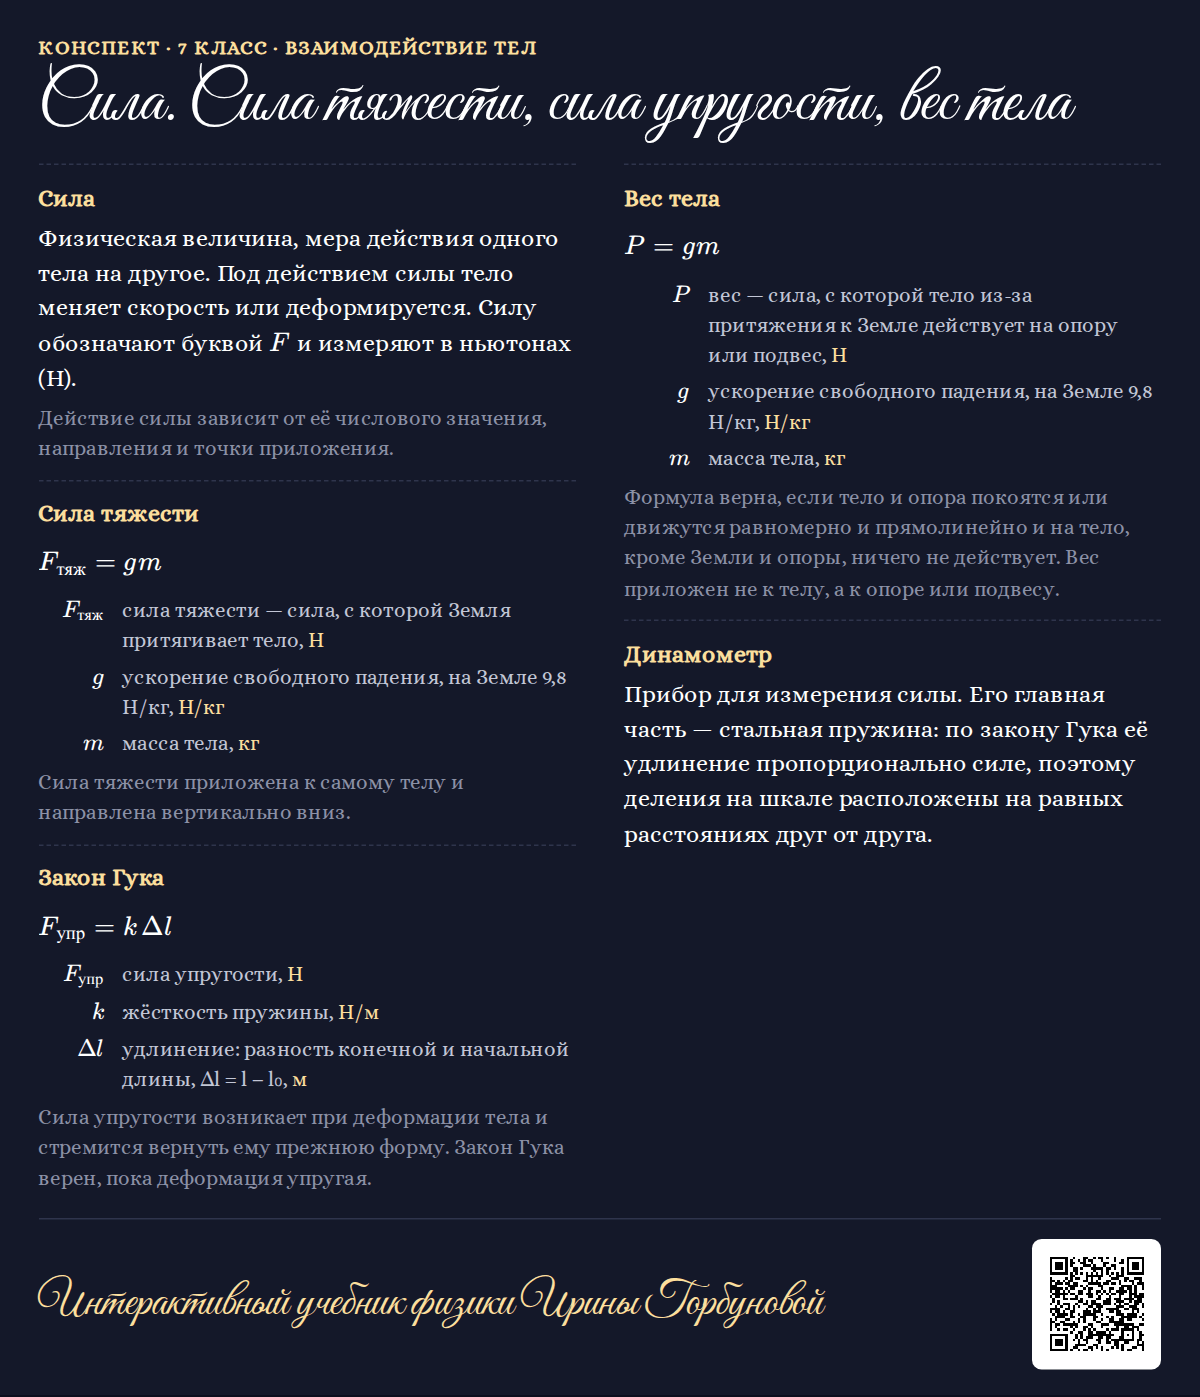 КОНСПЕКТ · 7 КЛАСС · ВЗАИМОДЕЙСТВИЕ ТЕЛ
Сила. Сила тяжести, сила упругости, вес тела
Сила
Физическая величина, мера действия одного
тела на другое. Под действием силы тело
меняет скорость или деформируется. Силу
обозначают буквой F и измеряют в ньютонах
(Н).
Действие силы зависит от её числового значения,
направления и точки приложения.
Сила тяжести
Fтяж = gm
Fтяж сила тяжести — сила, с которой Земля
притягивает тело, Н
g ускорение свободного падения, на Земле 9,8
Н/кг, Н/кг
m масса тела, кг
Сила тяжести приложена к самому телу и
направлена вертикально вниз.
Закон Гука
Fупр = k Δl
Fупр сила упругости, Н
k жёсткость пружины, Н/м
Δl удлинение: разность конечной и начальной
длины, Δl = l – l₀, м
Сила упругости возникает при деформации тела и
стремится вернуть ему прежнюю форму. Закон Гука
верен, пока деформация упругая.
Вес тела
P = gm
P вес — сила, с которой тело из-за
притяжения к Земле действует на опору
или подвес, Н
g ускорение свободного падения, на Земле 9,8
Н/кг, Н/кг
m масса тела, кг
Формула верна, если тело и опора покоятся или
движутся равномерно и прямолинейно и на тело,
кроме Земли и опоры, ничего не действует. Вес
приложен не к телу, а к опоре или подвесу.
Динамометр
Прибор для измерения силы. Его главная
часть — стальная пружина: по закону Гука её
удлинение пропорционально силе, поэтому
деления на шкале расположены на равных
расстояниях друг от друга.
Интерактивный учебник физики Ирины Горбуновой